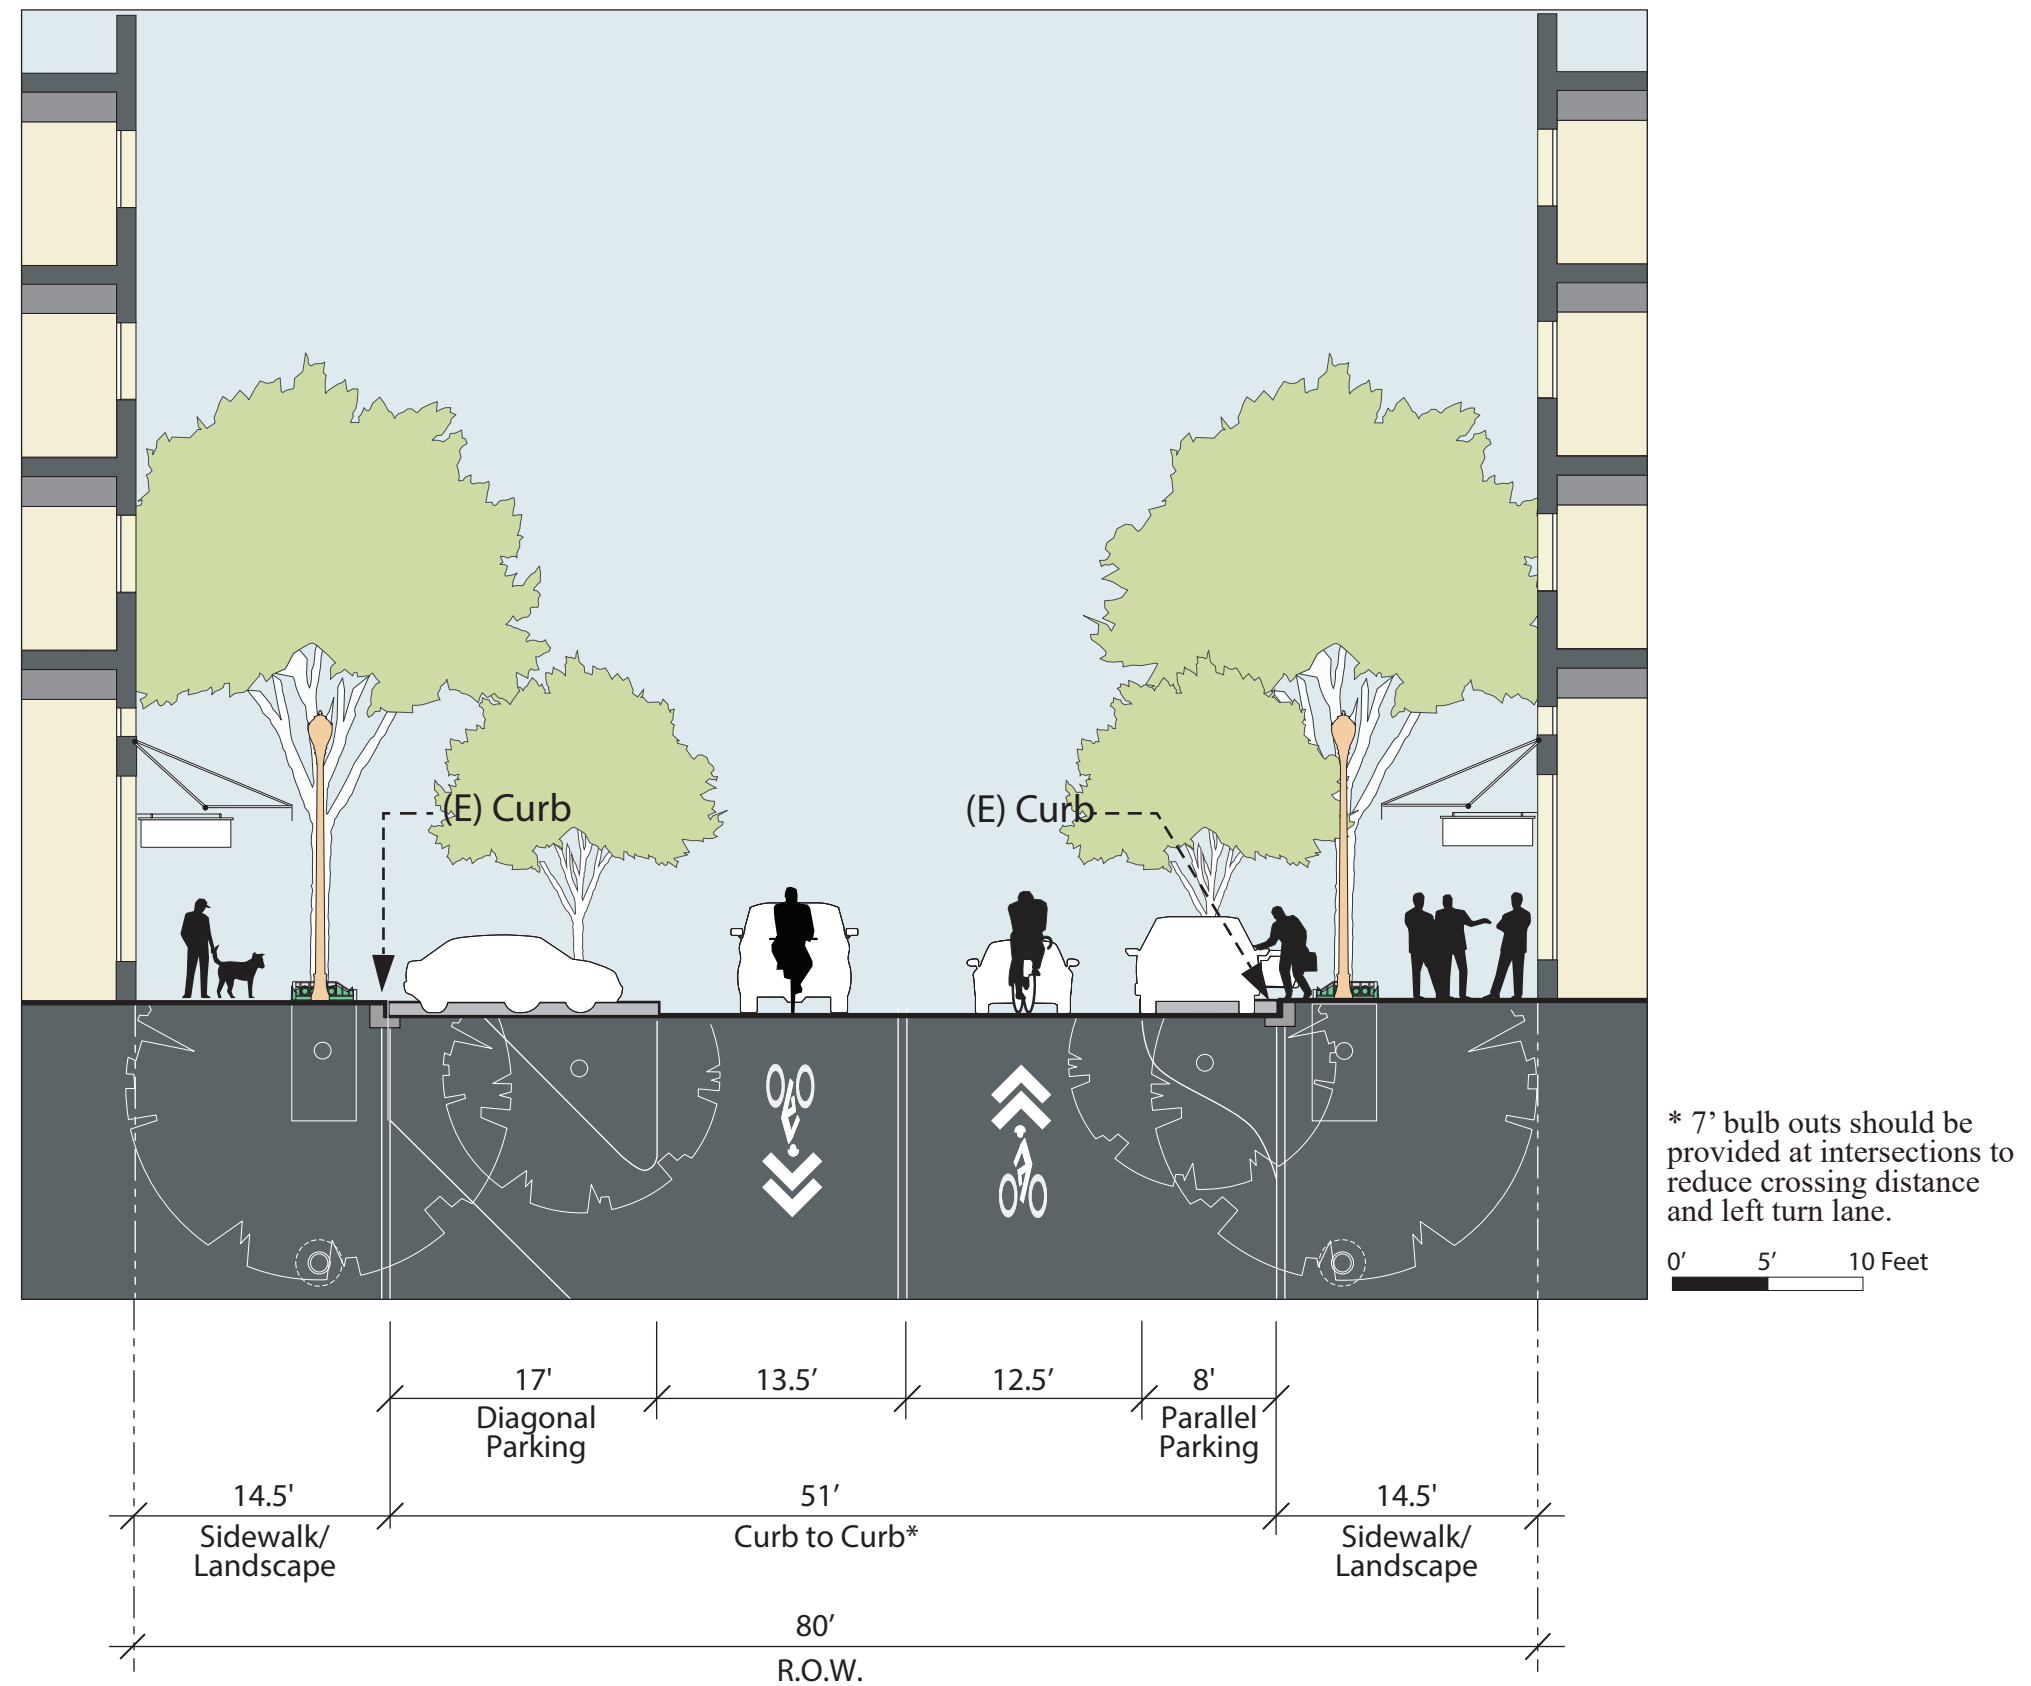 (E) Curb
(E) Curb
* 7’ bulb outs should be
provided at intersections to
reduce crossing distance
and left turn lane.
0’ 5’ 10 Feet
17' 13.5’ 12.5’ 8'
Diagonal
Parking
Parallel
Parking
14.5' 51’ 14.5'
Sidewalk/
Landscape
Curb to Curb*
Sidewalk/
Landscape
80’
R.O.W.